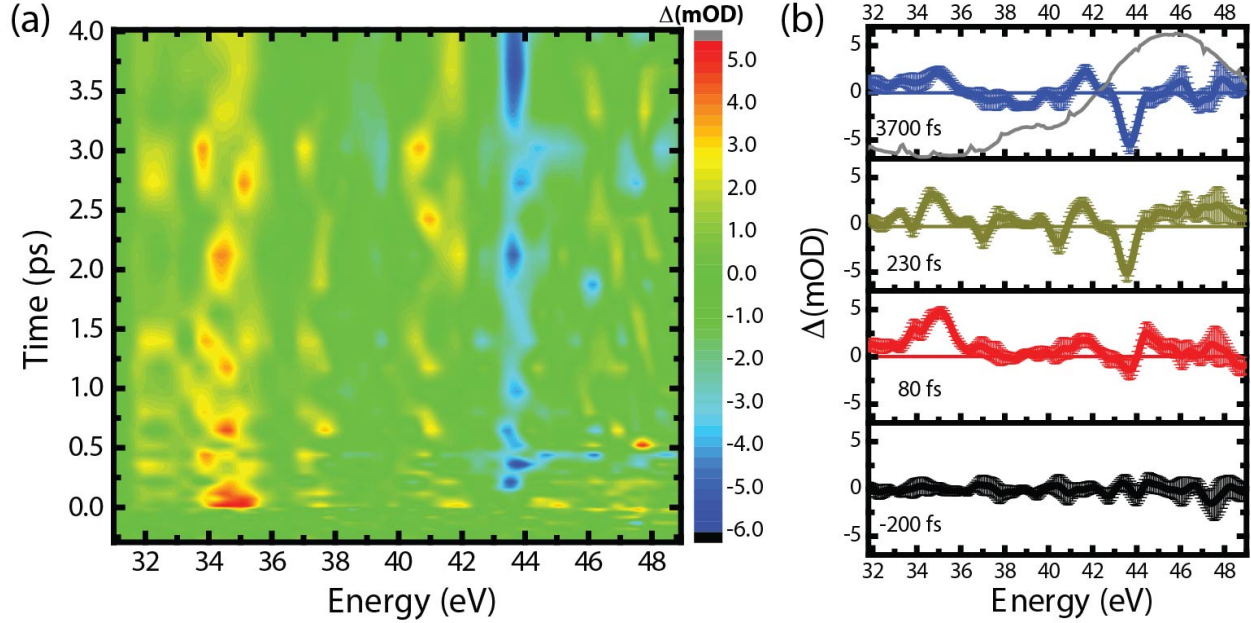 (a)
Δ(mOD)
4.0
3.5
3.0
2.5
2.0
1.5
1.0
0.5
0.0
Time (ps)
32 34 36 38 40 42 44 46 48
Energy (eV)
5.0
4.0
3.0
2.0
1.0
0.0
-1.0
-2.0
-3.0
-4.0
-5.0
-6.0
(b)
32 34 36 38 40 42 44 46 48
5
0
-5
3700 fs
5
0
-5
230 fs
5
0
-5
80 fs
5
0
-5
-200 fs
Δ(mOD)
32 34 36 38 40 42 44 46 48
Energy (eV)